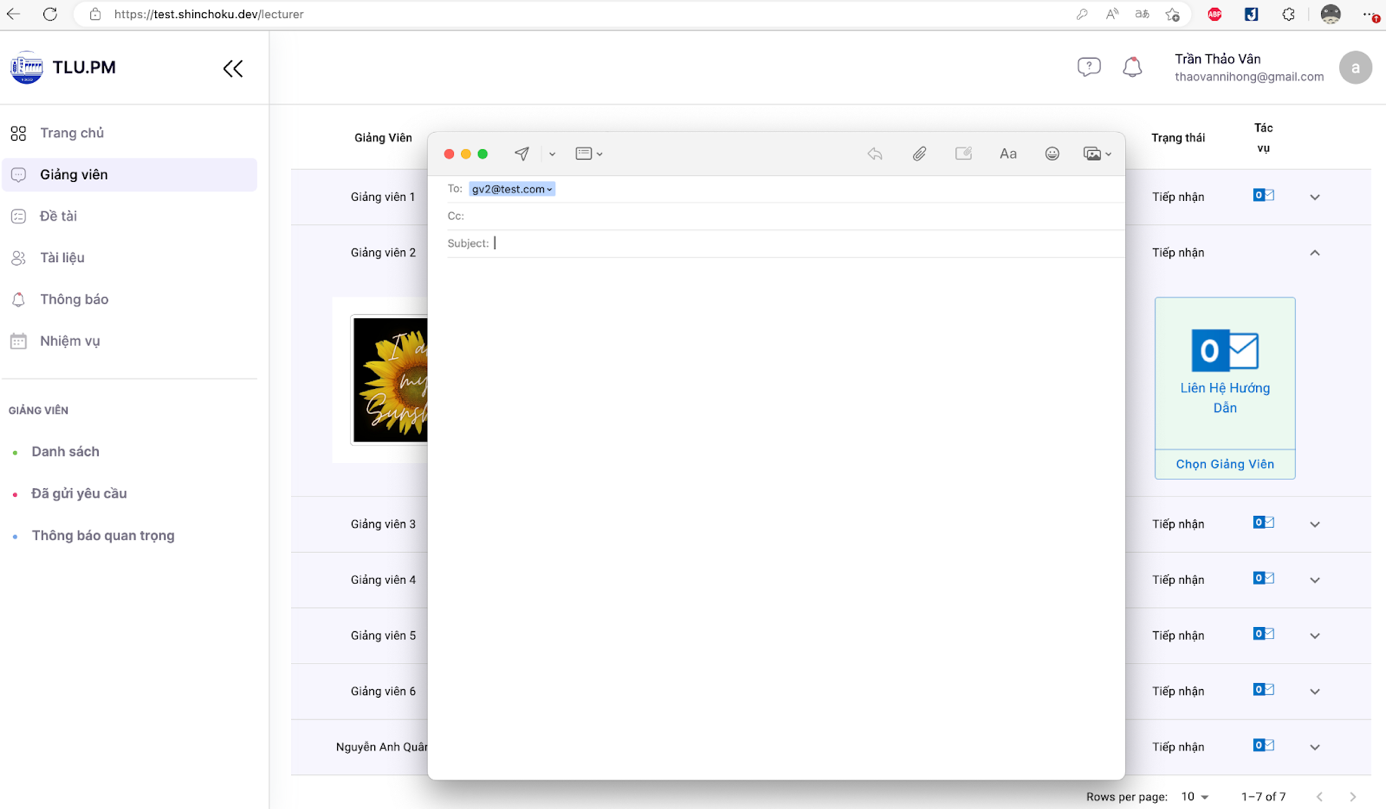 https://test.shinchoku.dev/lecturer
ABP
TLU.PM
Trần Thảo Vân
thaovannihong@gmail.com
a
Trang chủ
Giảng viên
Đề tài
Tài liệu
Thông báo
Nhiệm vụ
GIẢNG VIÊN
Danh sách
Đã gửi yêu cầu
Thông báo quan trọng
Giảng Viên
Trạng thái
Tác
vụ
Giảng viên 1
Tiếp nhận
Giảng viên 2
Tiếp nhận
I
my
Liên Hệ Hướng
Dẫn
Chọn Giảng Viên
Giảng viên 3
Tiếp nhận
Giảng viên 4
Tiếp nhận
Giảng viên 5
Tiếp nhận
Giảng viên 6
Tiếp nhận
Nguyễn Anh Quân
Tiếp nhận
Aa
To: gv2@test.com
Cc:
Subject:
Rows per page: 10
1–7 of 7